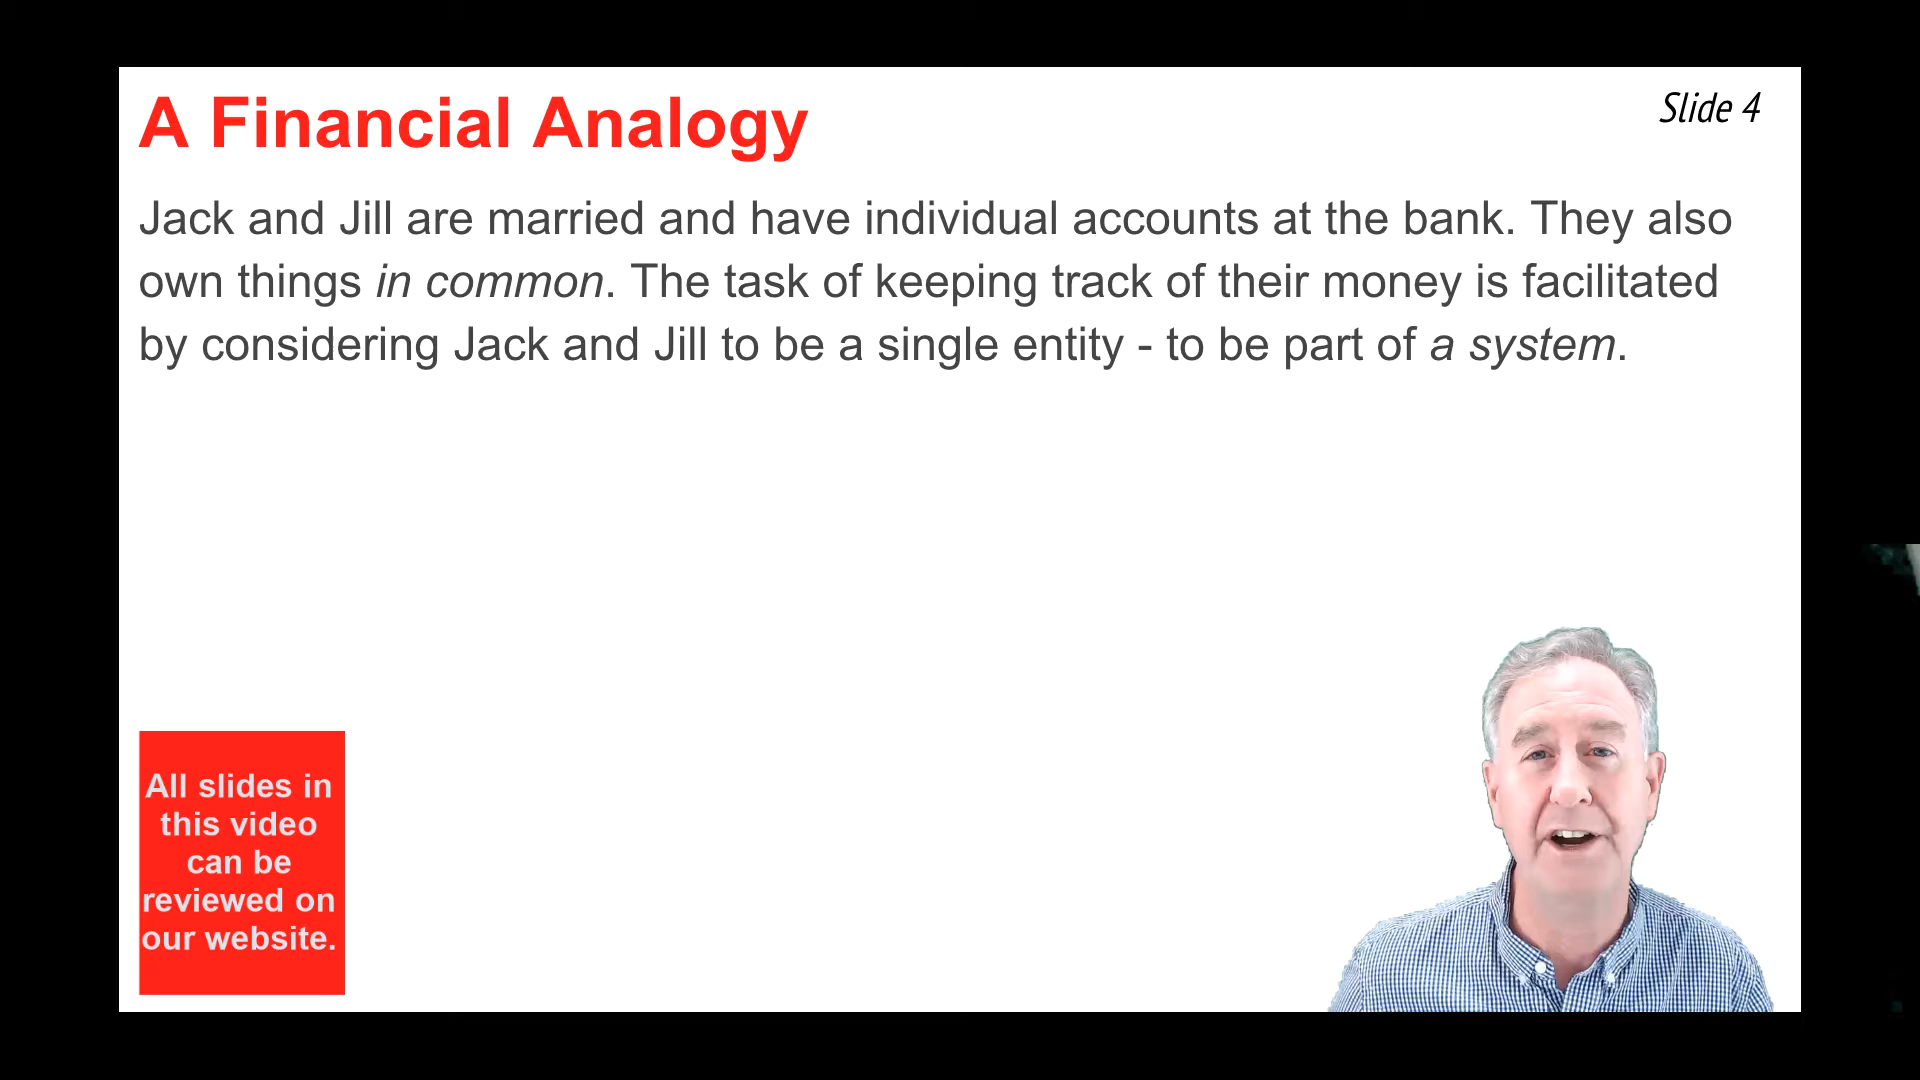 A Financial Analogy
Slide 4
Jack and Jill are married and have individual accounts at the bank. They also
own things in common. The task of keeping track of their money is facilitated
by considering Jack and Jill to be a single entity - to be part of a system.
All slides in
this video
can be
reviewed on
our website.